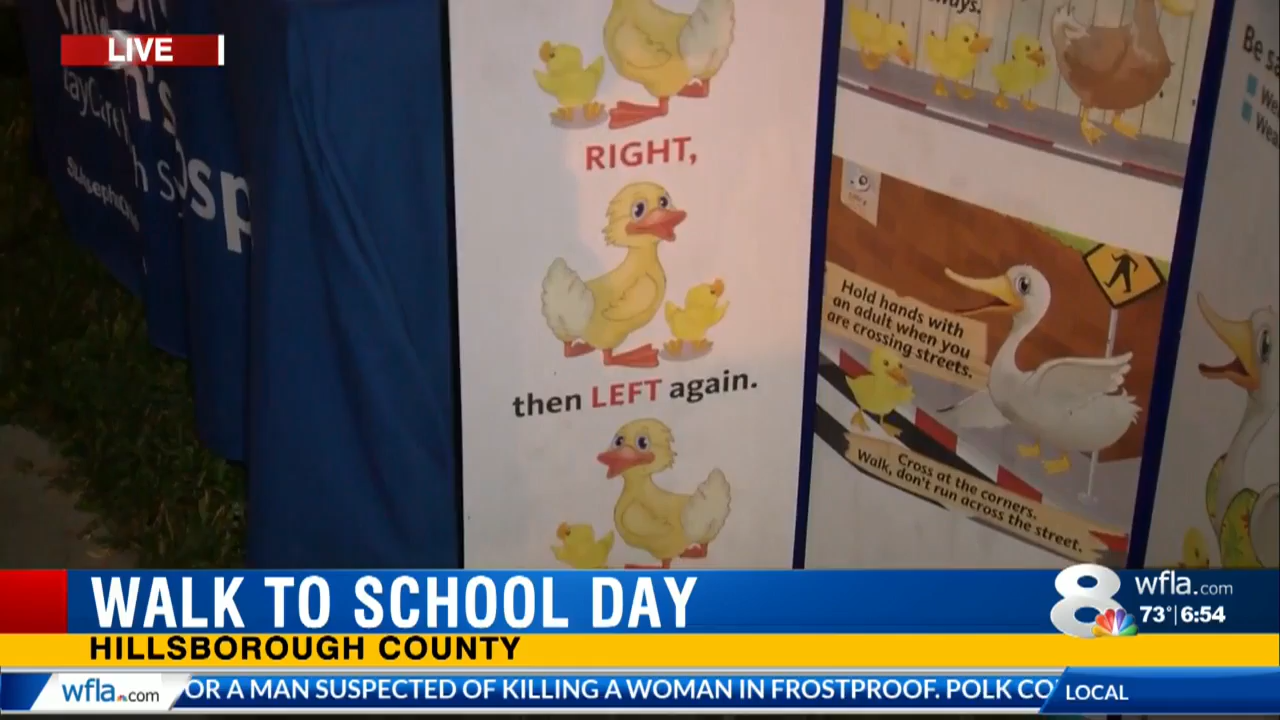 LIVE
RIGHT,
then LEFT again.
ways.
Hold hands with
an adult when you
are crossing streets.
Cross at the corners.
Walk, don't run across the street.
WALK TO SCHOOL DAY
HILLSBOROUGH COUNTY
8 wfla.com
73° 6:54
wfla.com OR A MAN SUSPECTED OF KILLING A WOMAN IN FROSTPROOF. POLK CO LOCAL